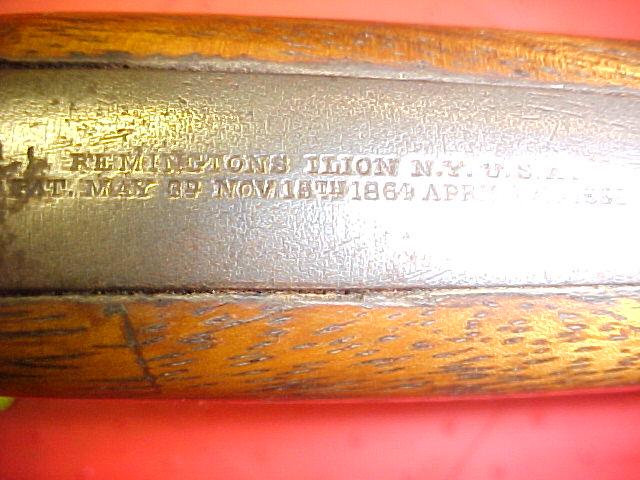 REMINGTONS ILION N.Y. U.S.A.
PAT. MAY 3D NOV. 15TH 1864 APR